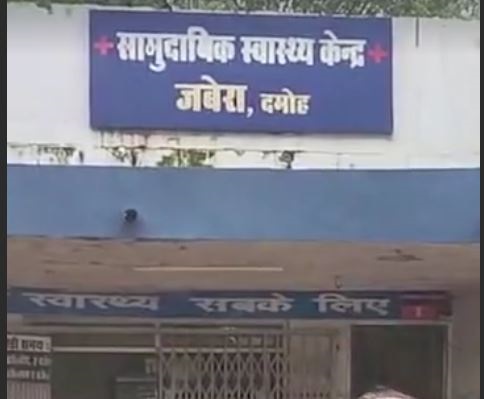 सामुदायिक स्वास्थ्य केन्द्र
जबेरा, दमोह
स्वास्थ्य सबके लिए